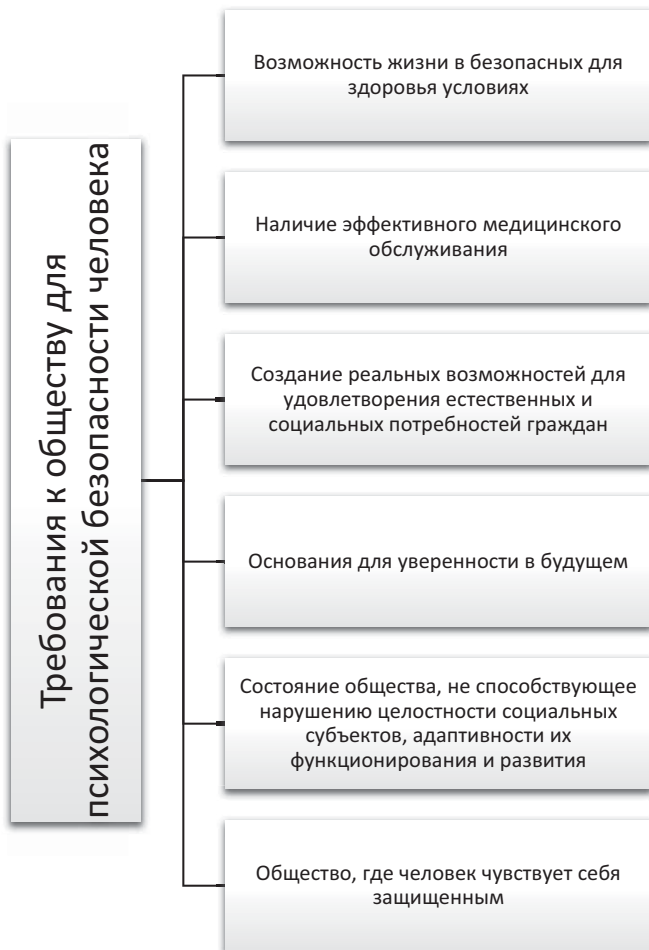 Требования к обществу для
психологической безопасности человека
Возможность жизни в безопасных для
здоровья условиях
Наличие эффективного медицинского
обслуживания
Создание реальных возможностей для
удовлетворения естественных и
социальных потребностей граждан
Основания для уверенности в будущем
Состояние общества, не способствующее
нарушению целостности социальных
субъектов, адаптивности их
функционирования и развития
Общество, где человек чувствует себя
защищенным